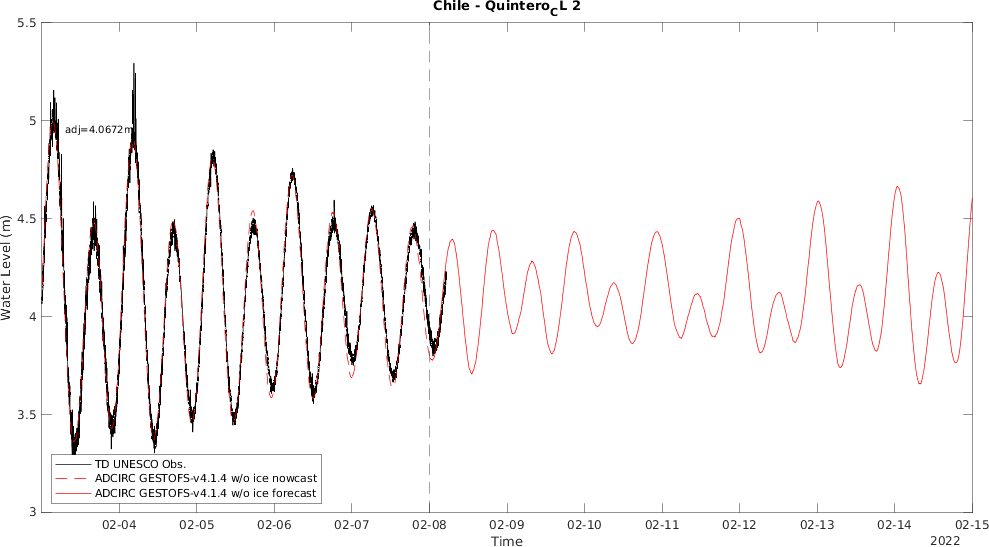 Chile - Quintero_CL 2
5.5
5
4.5
4
3.5
3
Water Level (m)
adj=4.0672m
TD UNESCO Obs.
ADCIRC GESTOFS-v4.1.4 w/o ice nowcast
ADCIRC GESTOFS-v4.1.4 w/o ice forecast
02-04 02-05 02-06 02-07 02-08 02-09 02-10 02-11 02-12 02-13 02-14 02-15
Time
2022